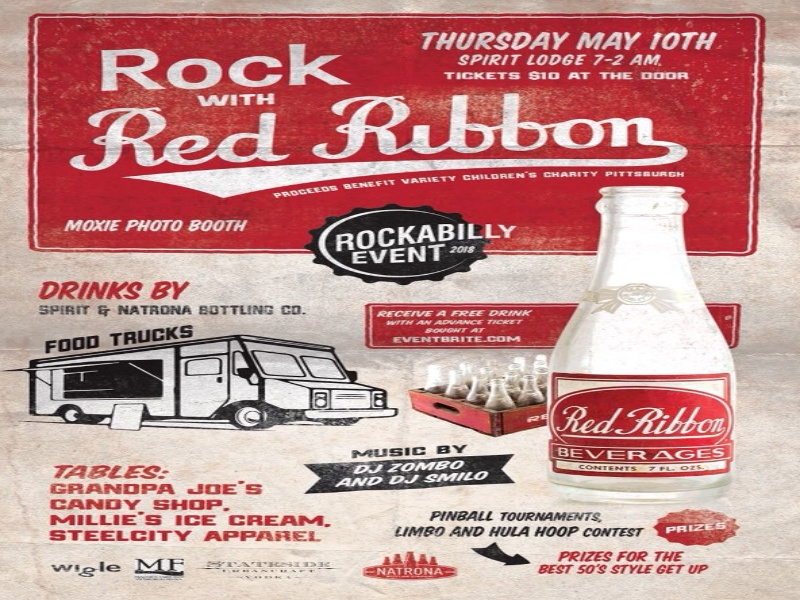 Rock
WITH
Red Ribbon
THURSDAY MAY 10TH
SPIRIT LODGE 7-2 AM,
TICKETS $10 AT THE DOOR
PROCEEDS BENEFIT VARIETY CHILDREN'S CHARITY PITTSBURGH
MOXIE PHOTO BOOTH
ROCKABILLY
EVENT 2018
DRINKS BY
SPIRIT & NATRONA BOTTLING CO.
RECEIVE A FREE DRINK
WITH AN ADVANCE TICKET
BOUGHT AT
EVENTBRITE.COM
FOOD TRUCKS
RE
Red Ribbon
BEVERAGES
CONTENTS 7 FL. OZS.
MUSIC BY
DJ ZOMBO
AND DJ SMILO
TABLES:
GRANDPA JOE'S
CANDY SHOP,
MILLIE'S ICE CREAM,
STEELCITY APPAREL
PINBALL TOURNAMENTS,
LIMBO AND HULA HOOP CONTEST
PRIZES
PRIZES FOR THE
BEST 50'S STYLE GET UP
wigle
MF
STATESIDE
URBANCRAFT
VODKA
NATRONA